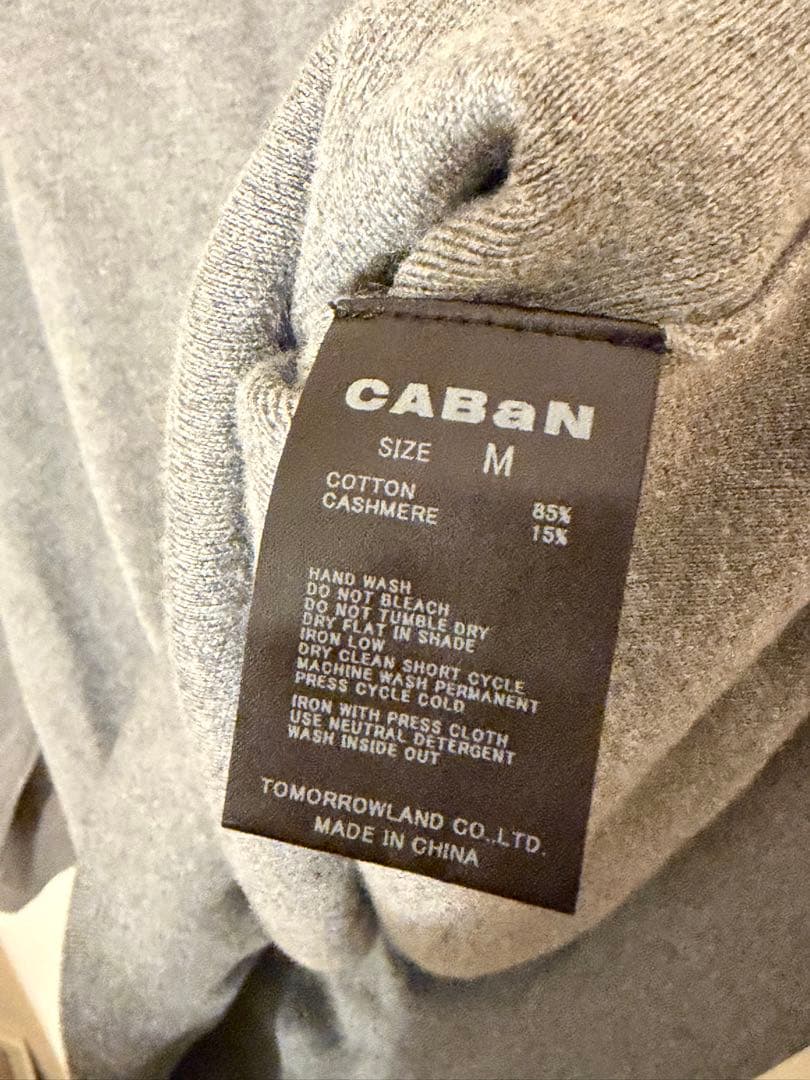 CABaN
SIZE M
COTTON 85%
CASHMERE 15%
HAND WASH
DO NOT BLEACH
DO NOT TUMBLE DRY
DRY FLAT IN SHADE
IRON LOW
DRY CLEAN SHORT CYCLE
MACHINE WASH PERMANENT
PRESS CYCLE COLD
IRON WITH PRESS CLOTH
USE NEUTRAL DETERGENT
WASH INSIDE OUT
TOMORROWLAND CO.,LTD.
MADE IN CHINA